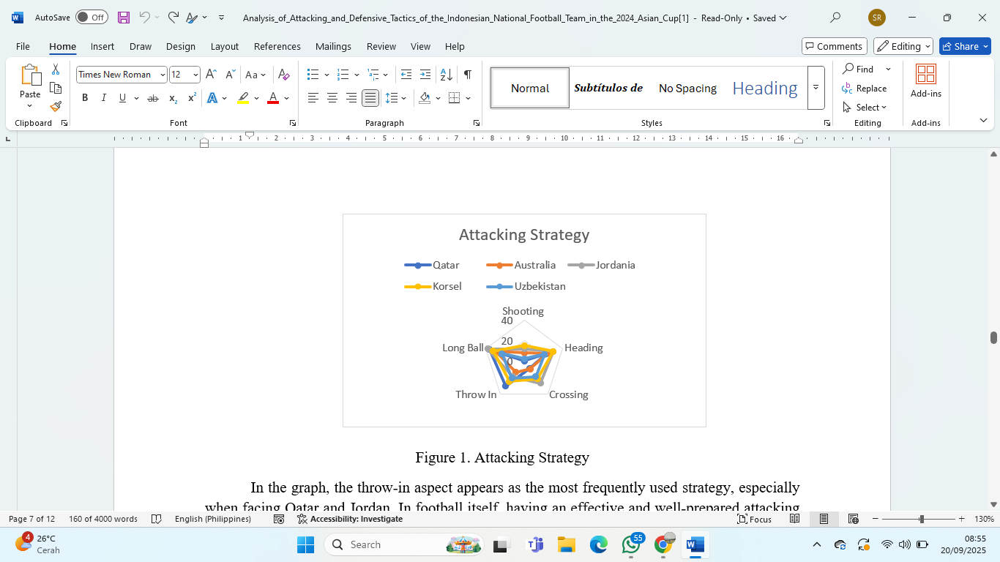 AutoSave Off Analysis_of_Attacking_and_Defensive_Tactics_of_the_Indonesian_National_Football_Team_in_the_2024_Asian_Cup[1] - Read-Only • Saved SR
File Home Insert Draw Design Layout References Mailings Review View Help Comments Editing Share
Paste
Times New Roman 12
Aa
B I U ab x₂ x² A A
Normal Subtítulos de No Spacing Heading
Find
Replace
Select
Add-ins
Clipboard Font Paragraph Styles Editing Add-ins
1 2 3 4 5 6 7 8 9 10 11 12 13 14 15 16
Attacking Strategy
Qatar Australia Jordania
Korsel Uzbekistan
Shooting
40
20
0
Long Ball Heading
Throw In Crossing
Figure 1. Attacking Strategy
In the graph, the throw-in aspect appears as the most frequently used strategy, especially
when facing Qatar and Jordan. In football itself, having an effective and well-prepared attacking
Page 7 of 12 160 of 4000 words English (Philippines) Accessibility: Investigate Focus 130%
4 26°C
Cerah
Search
55
08:55
20/09/2025